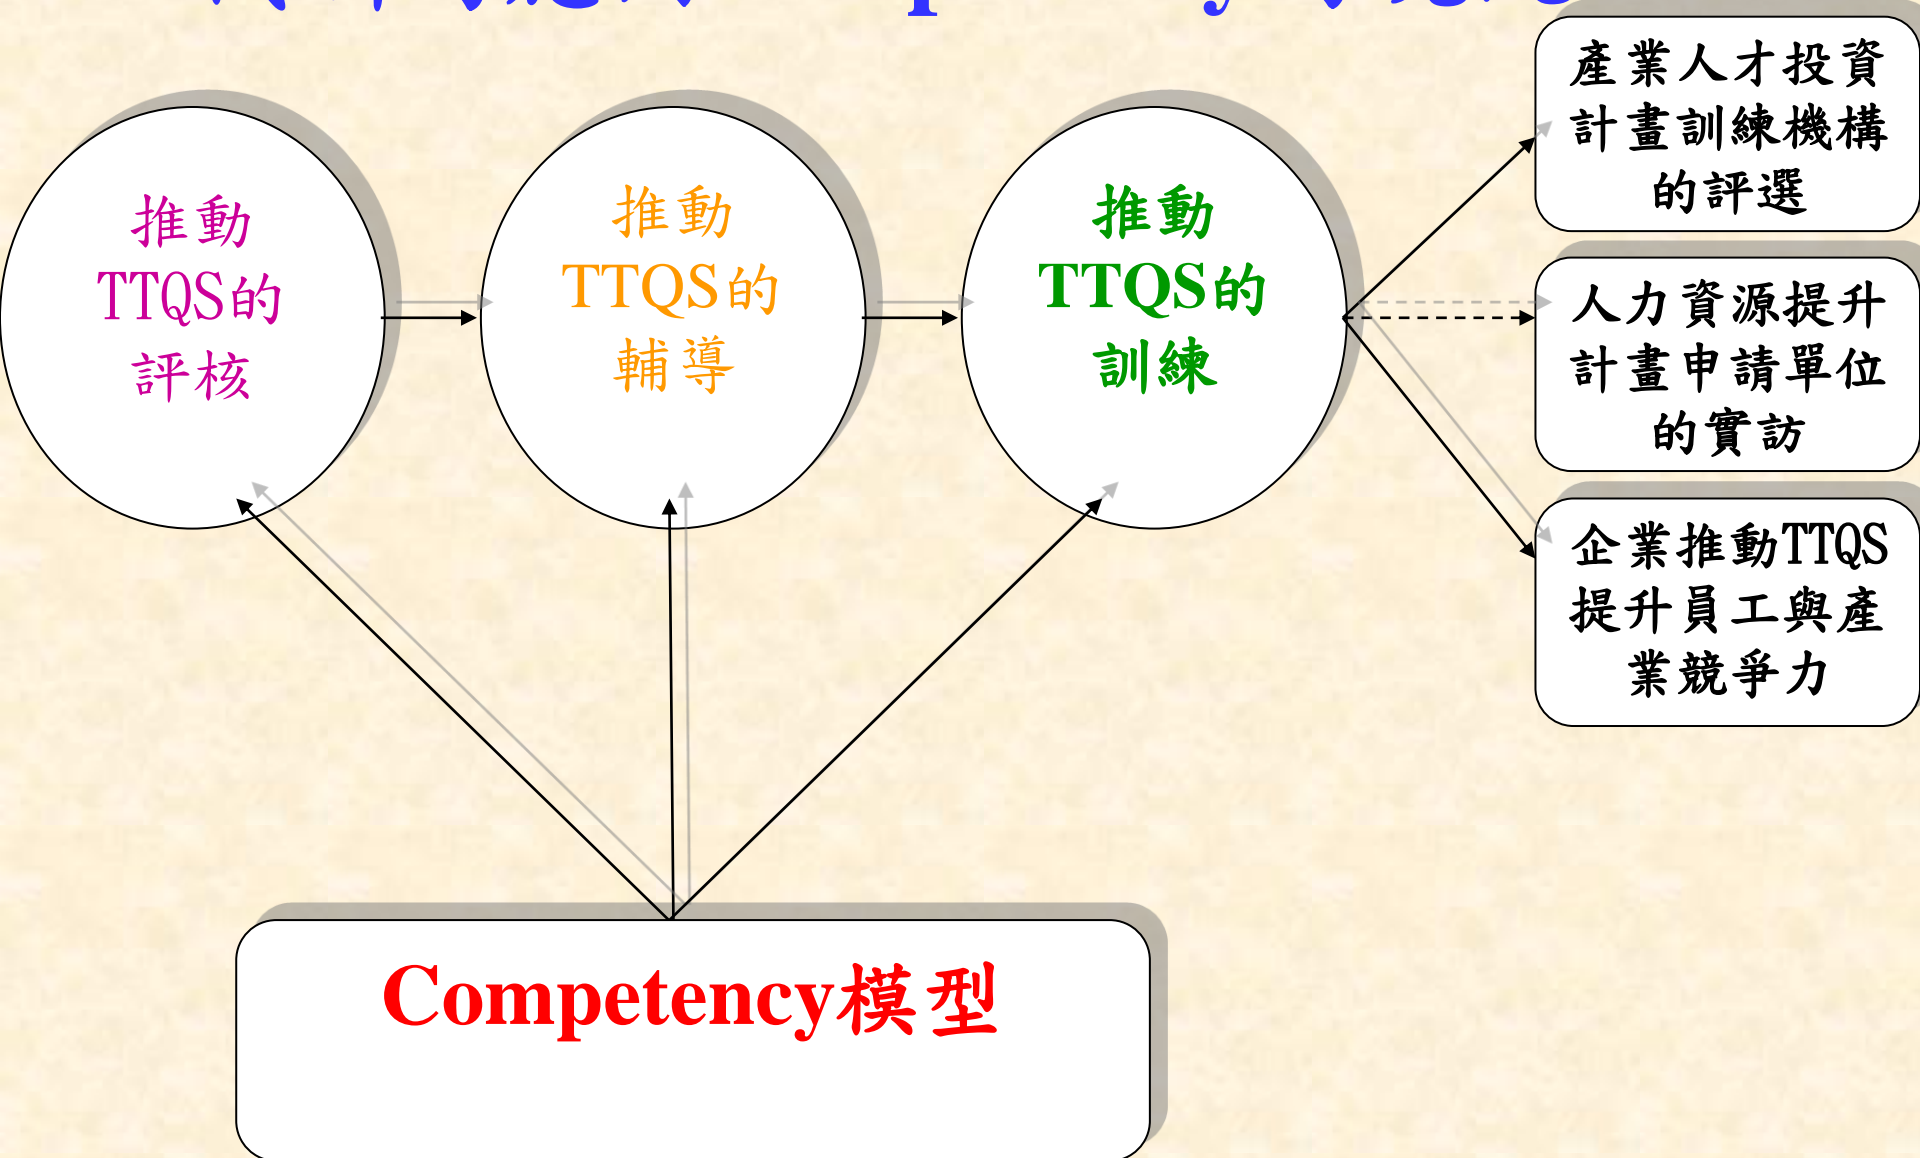 推動
TTQS的
評核
推動
TTQS的
輔導
推動
TTQS的
訓練
產業人才投資
計畫訓練機構
的評選
人力資源提升
計畫申請單位
的實訪
企業推動TTQS
提升員工與產
業競爭力
Competency模型